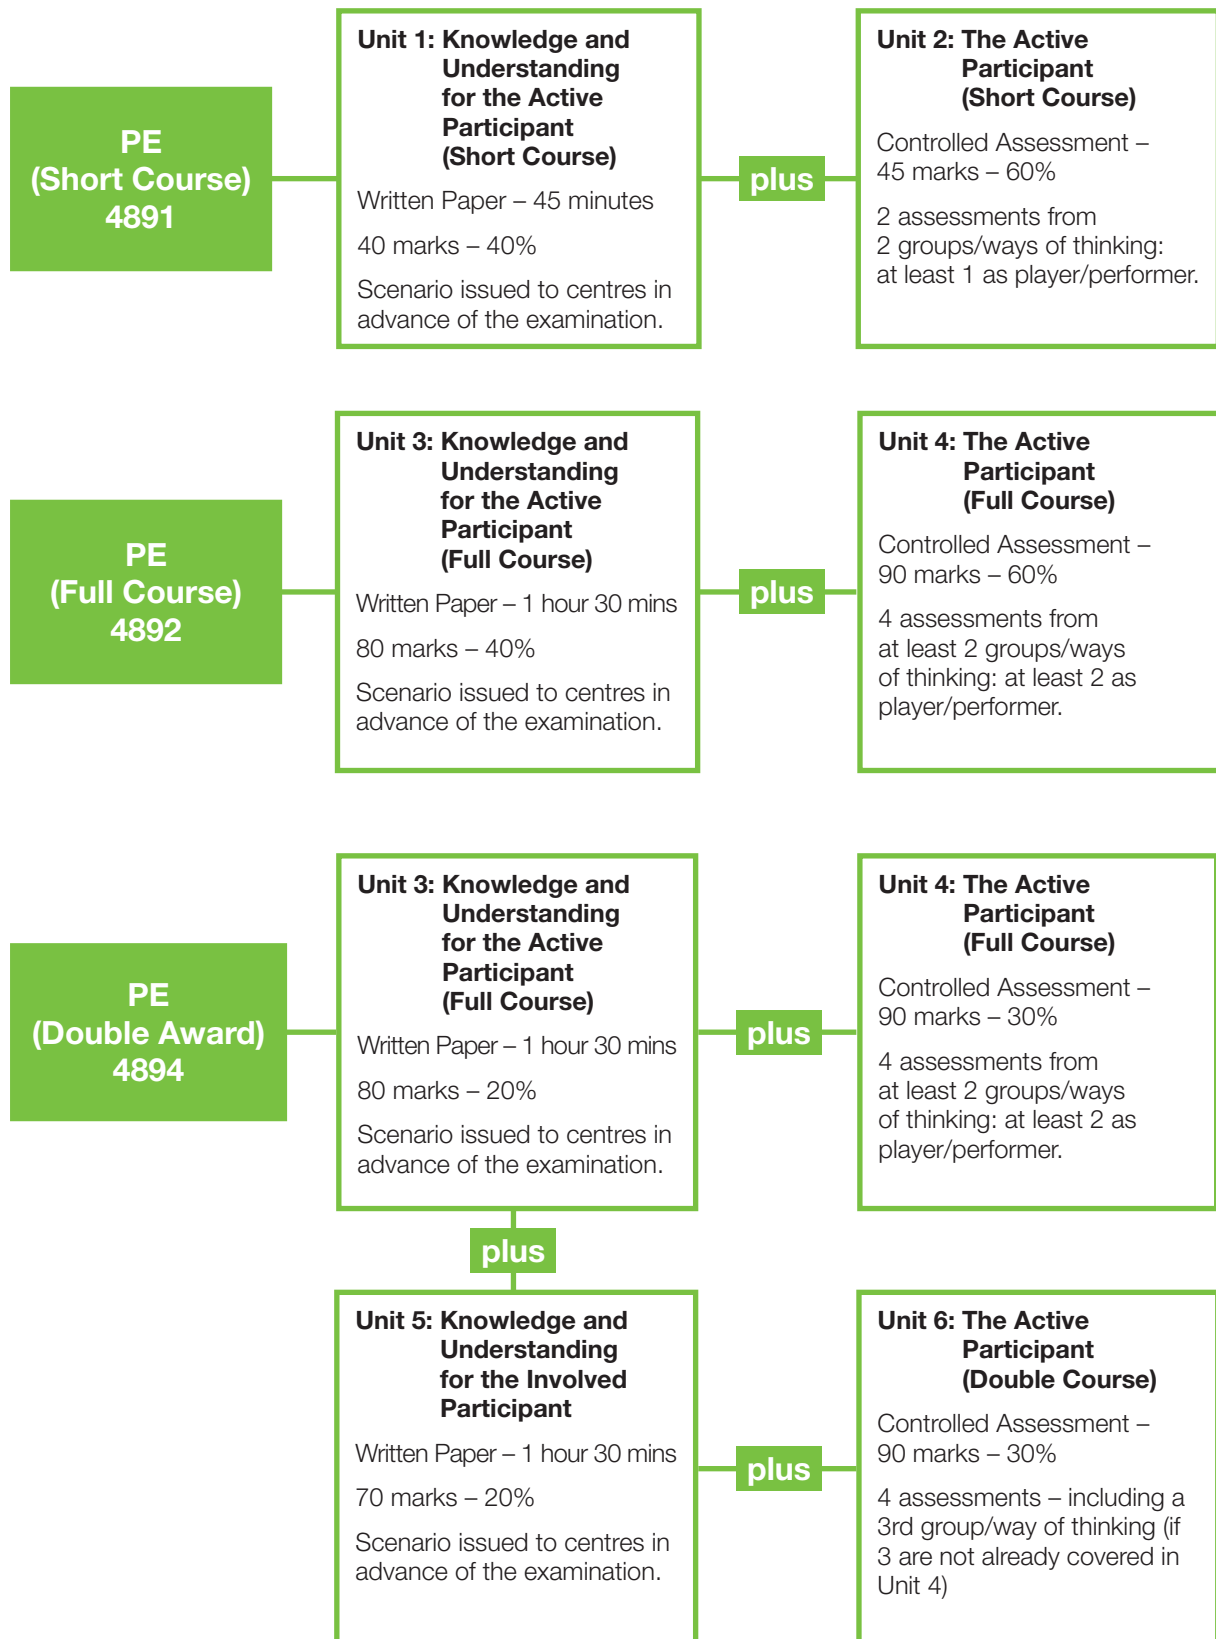 PE
(Short Course)
4891
Unit 1: Knowledge and
Understanding
for the Active
Participant
(Short Course)
Written Paper – 45 minutes
40 marks – 40%
Scenario issued to centres in
advance of the examination.
plus
Unit 2: The Active
Participant
(Short Course)
Controlled Assessment –
45 marks – 60%
2 assessments from
2 groups/ways of thinking:
at least 1 as player/performer.
PE
(Full Course)
4892
Unit 3: Knowledge and
Understanding
for the Active
Participant
(Full Course)
Written Paper – 1 hour 30 mins
80 marks – 40%
Scenario issued to centres in
advance of the examination.
plus
Unit 4: The Active
Participant
(Full Course)
Controlled Assessment –
90 marks – 60%
4 assessments from
at least 2 groups/ways
of thinking: at least 2 as
player/performer.
PE
(Double Award)
4894
Unit 3: Knowledge and
Understanding
for the Active
Participant
(Full Course)
Written Paper – 1 hour 30 mins
80 marks – 20%
Scenario issued to centres in
advance of the examination.
plus
Unit 4: The Active
Participant
(Full Course)
Controlled Assessment –
90 marks – 30%
4 assessments from
at least 2 groups/ways
of thinking: at least 2 as
player/performer.
plus
Unit 5: Knowledge and
Understanding
for the Involved
Participant
Written Paper – 1 hour 30 mins
70 marks – 20%
Scenario issued to centres in
advance of the examination.
plus
Unit 6: The Active
Participant
(Double Course)
Controlled Assessment –
90 marks – 30%
4 assessments – including a
3rd group/way of thinking (if
3 are not already covered in
Unit 4)